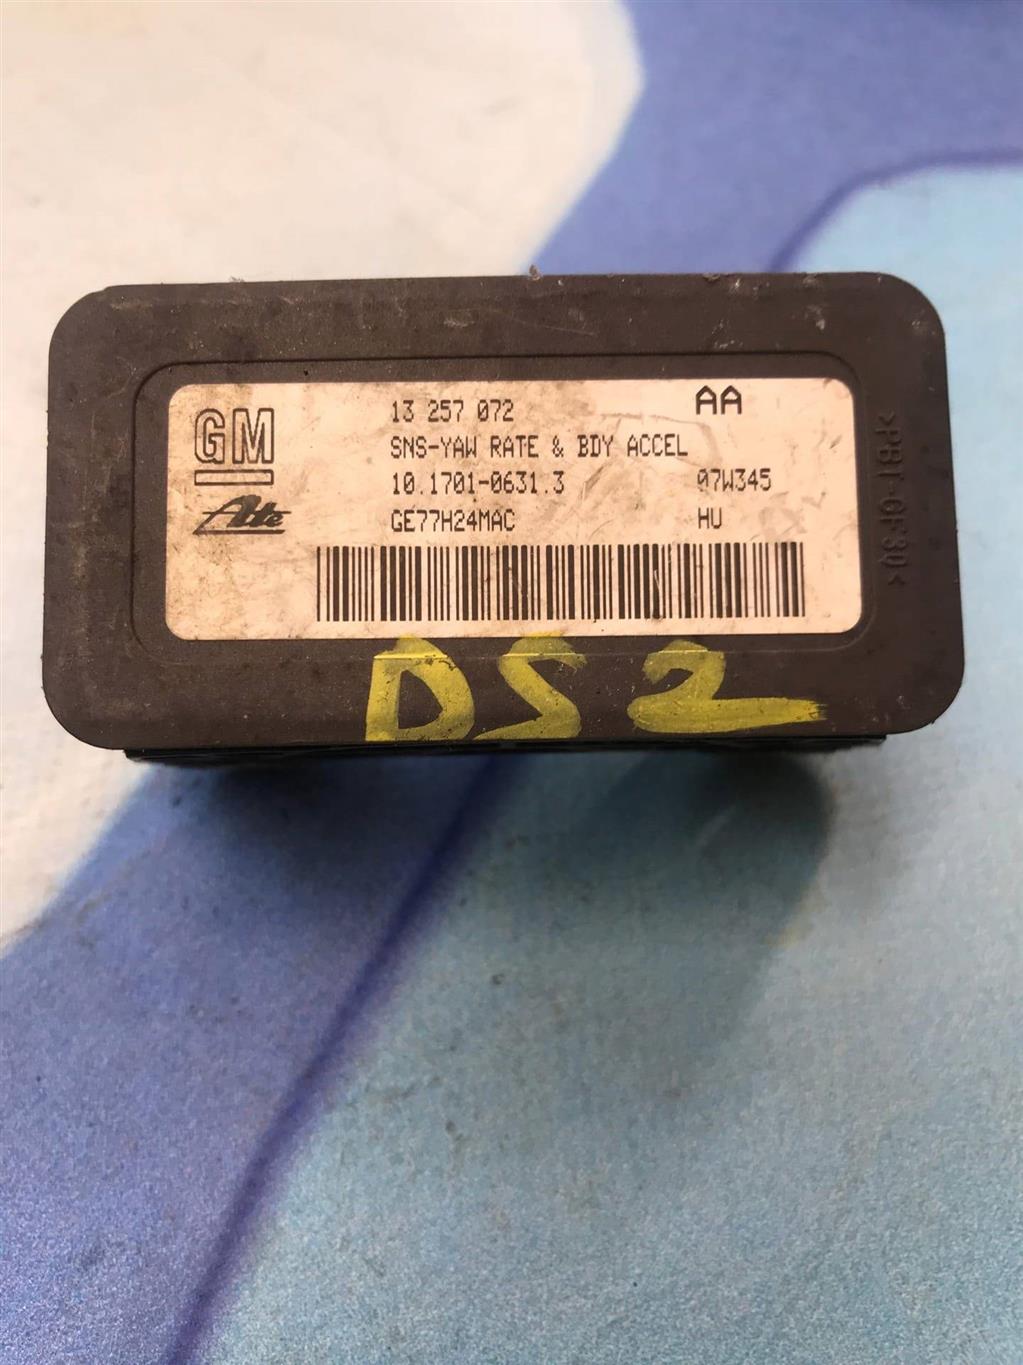 GM
Ate
13 257 072 AA
SNS-YAW RATE & BDY ACCEL
10.1701-0631.3 07W345
GE77H24MAC HU
>PBT-GF30<
DS2